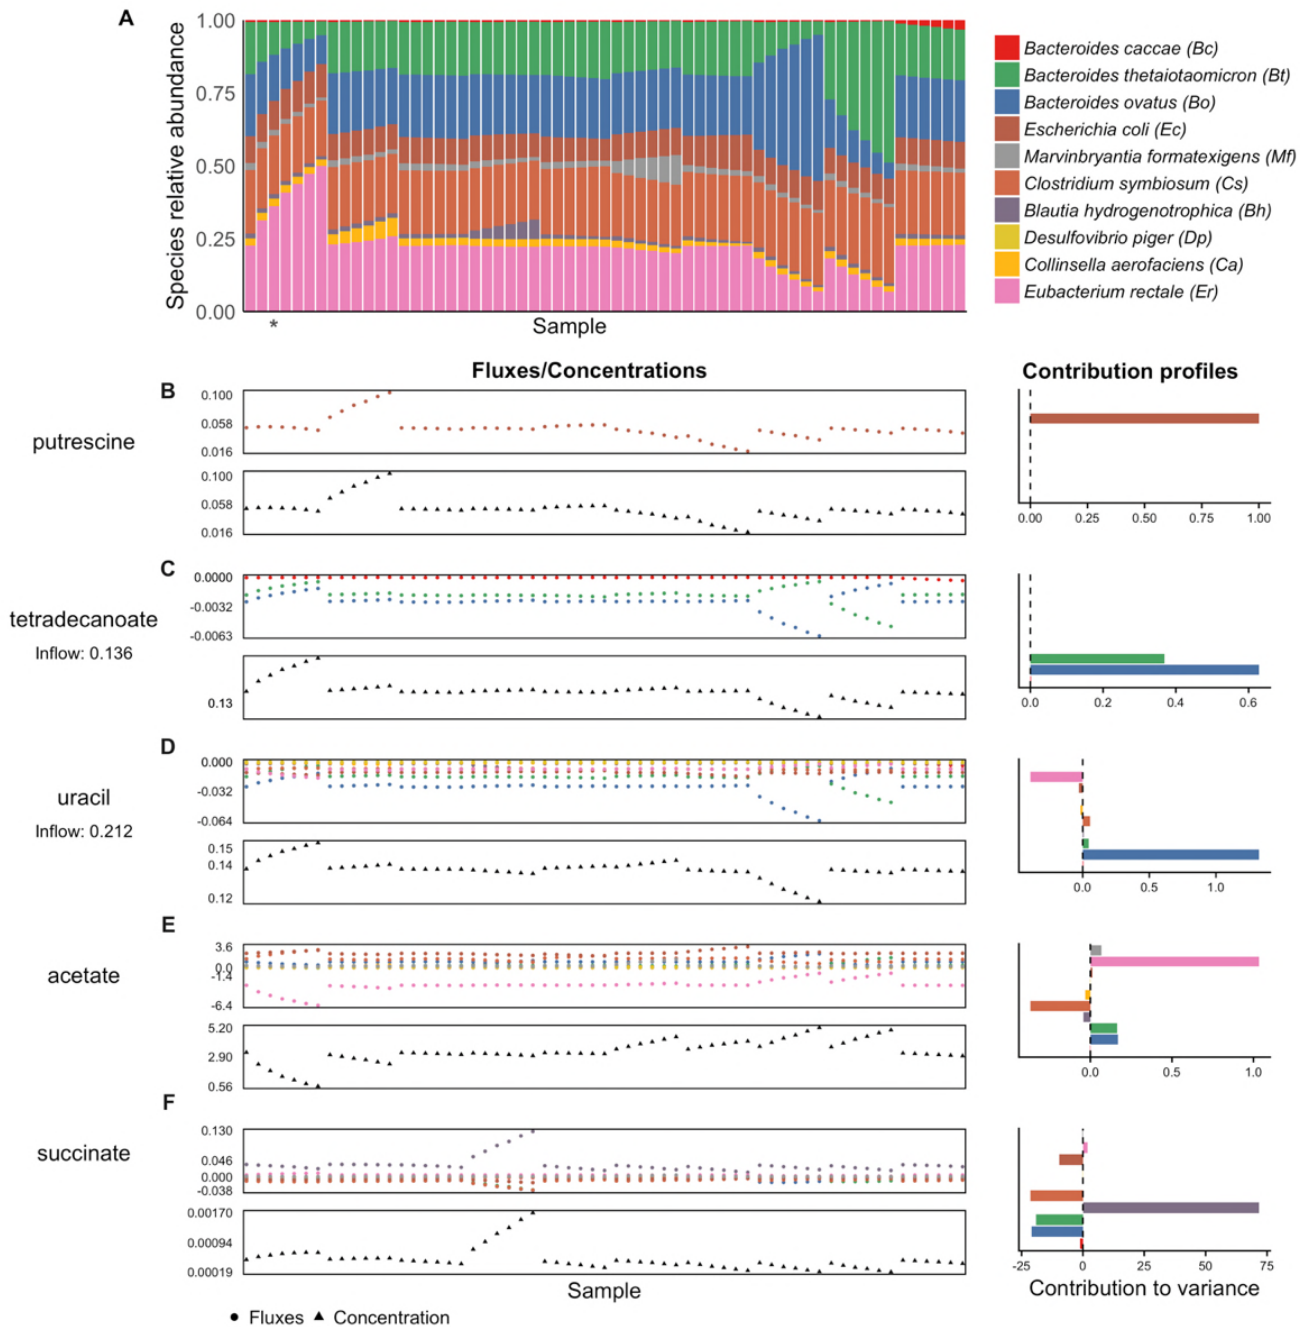 A
Species relative abundance
1.00
0.75
0.50
0.25
0.00
*
Sample
Bacteroides caccae (Bc)
Bacteroides thetaiotaomicron (Bt)
Bacteroides ovatus (Bo)
Escherichia coli (Ec)
Marvinbryantia formatexigens (Mf)
Clostridium symbiosum (Cs)
Blautia hydrogenotrophica (Bh)
Desulfovibrio piger (Dp)
Collinsella aerofaciens (Ca)
Eubacterium rectale (Er)
Fluxes/Concentrations
Contribution profiles
B
putrescine
0.100
0.058
0.016
0.100
0.058
0.016
0.00 0.25 0.50 0.75 1.00
C
tetradecanoate
Inflow: 0.136
0.0000
-0.0032
-0.0063
0.13
0.0 0.2 0.4 0.6
D
uracil
Inflow: 0.212
0.000
-0.032
-0.064
0.15
0.14
0.12
0.0 0.5 1.0
E
acetate
3.6
0.0
-1.4
-6.4
5.20
2.90
0.56
0.0 0.5 1.0
F
succinate
0.130
0.046
0.000
-0.038
0.00170
0.00094
0.00019
-25 0 25 50 75
Sample
Contribution to variance
Fluxes Concentration